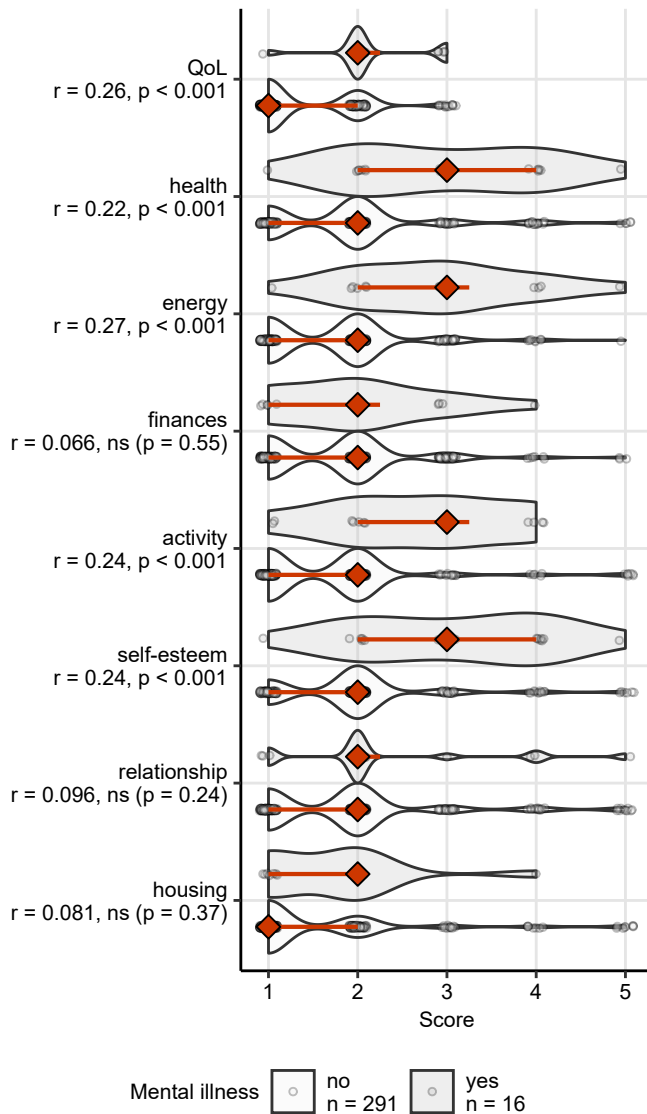 QoL
r = 0.26, p < 0.001
health
r = 0.22, p < 0.001
energy
r = 0.27, p < 0.001
finances
r = 0.066, ns (p = 0.55)
activity
r = 0.24, p < 0.001
self-esteem
r = 0.24, p < 0.001
relationship
r = 0.096, ns (p = 0.24)
housing
r = 0.081, ns (p = 0.37)
1 2 3 4 5
Score
Mental illness
no
n = 291
yes
n = 16